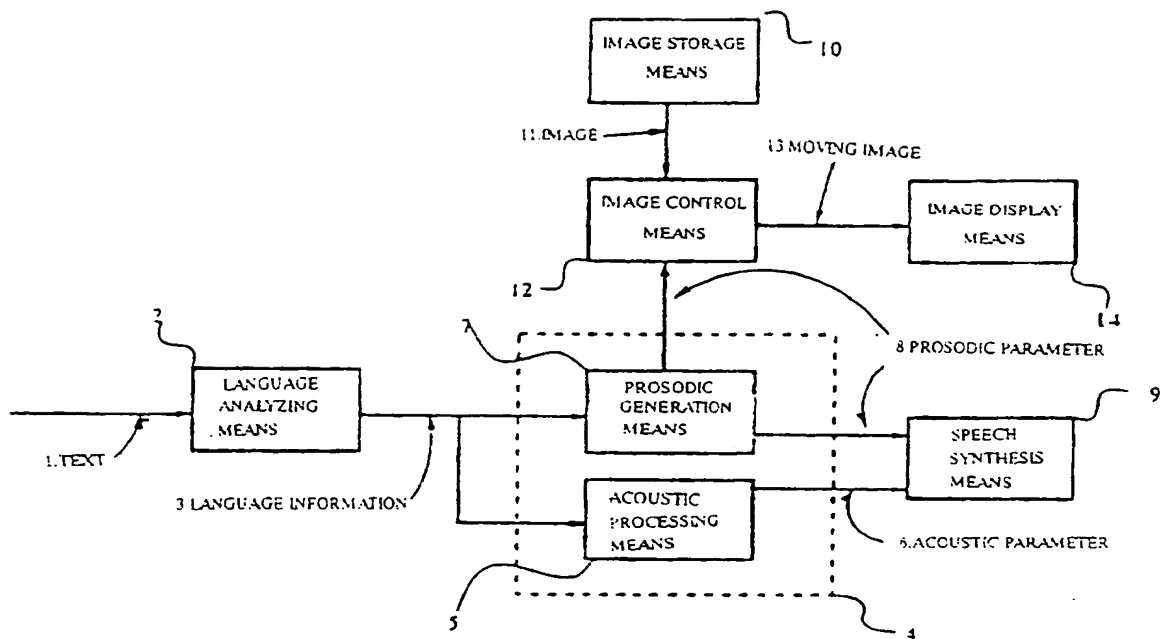 IMAGE STORAGE
MEANS
10
11.IMAGE
13 MOVING IMAGE
IMAGE CONTROL
MEANS
IMAGE DISPLAY
MEANS
12
14
2
7
8 PROSODIC PARAMETER
LANGUAGE
ANALYZING
MEANS
PROSODIC
GENERATION
MEANS
9
SPEECH
SYNTHESIS
MEANS
1.TEXT
3 LANGUAGE INFORMATION
ACOUSTIC
PROCESSING
MEANS
6.ACOUSTIC PARAMETER
5
4